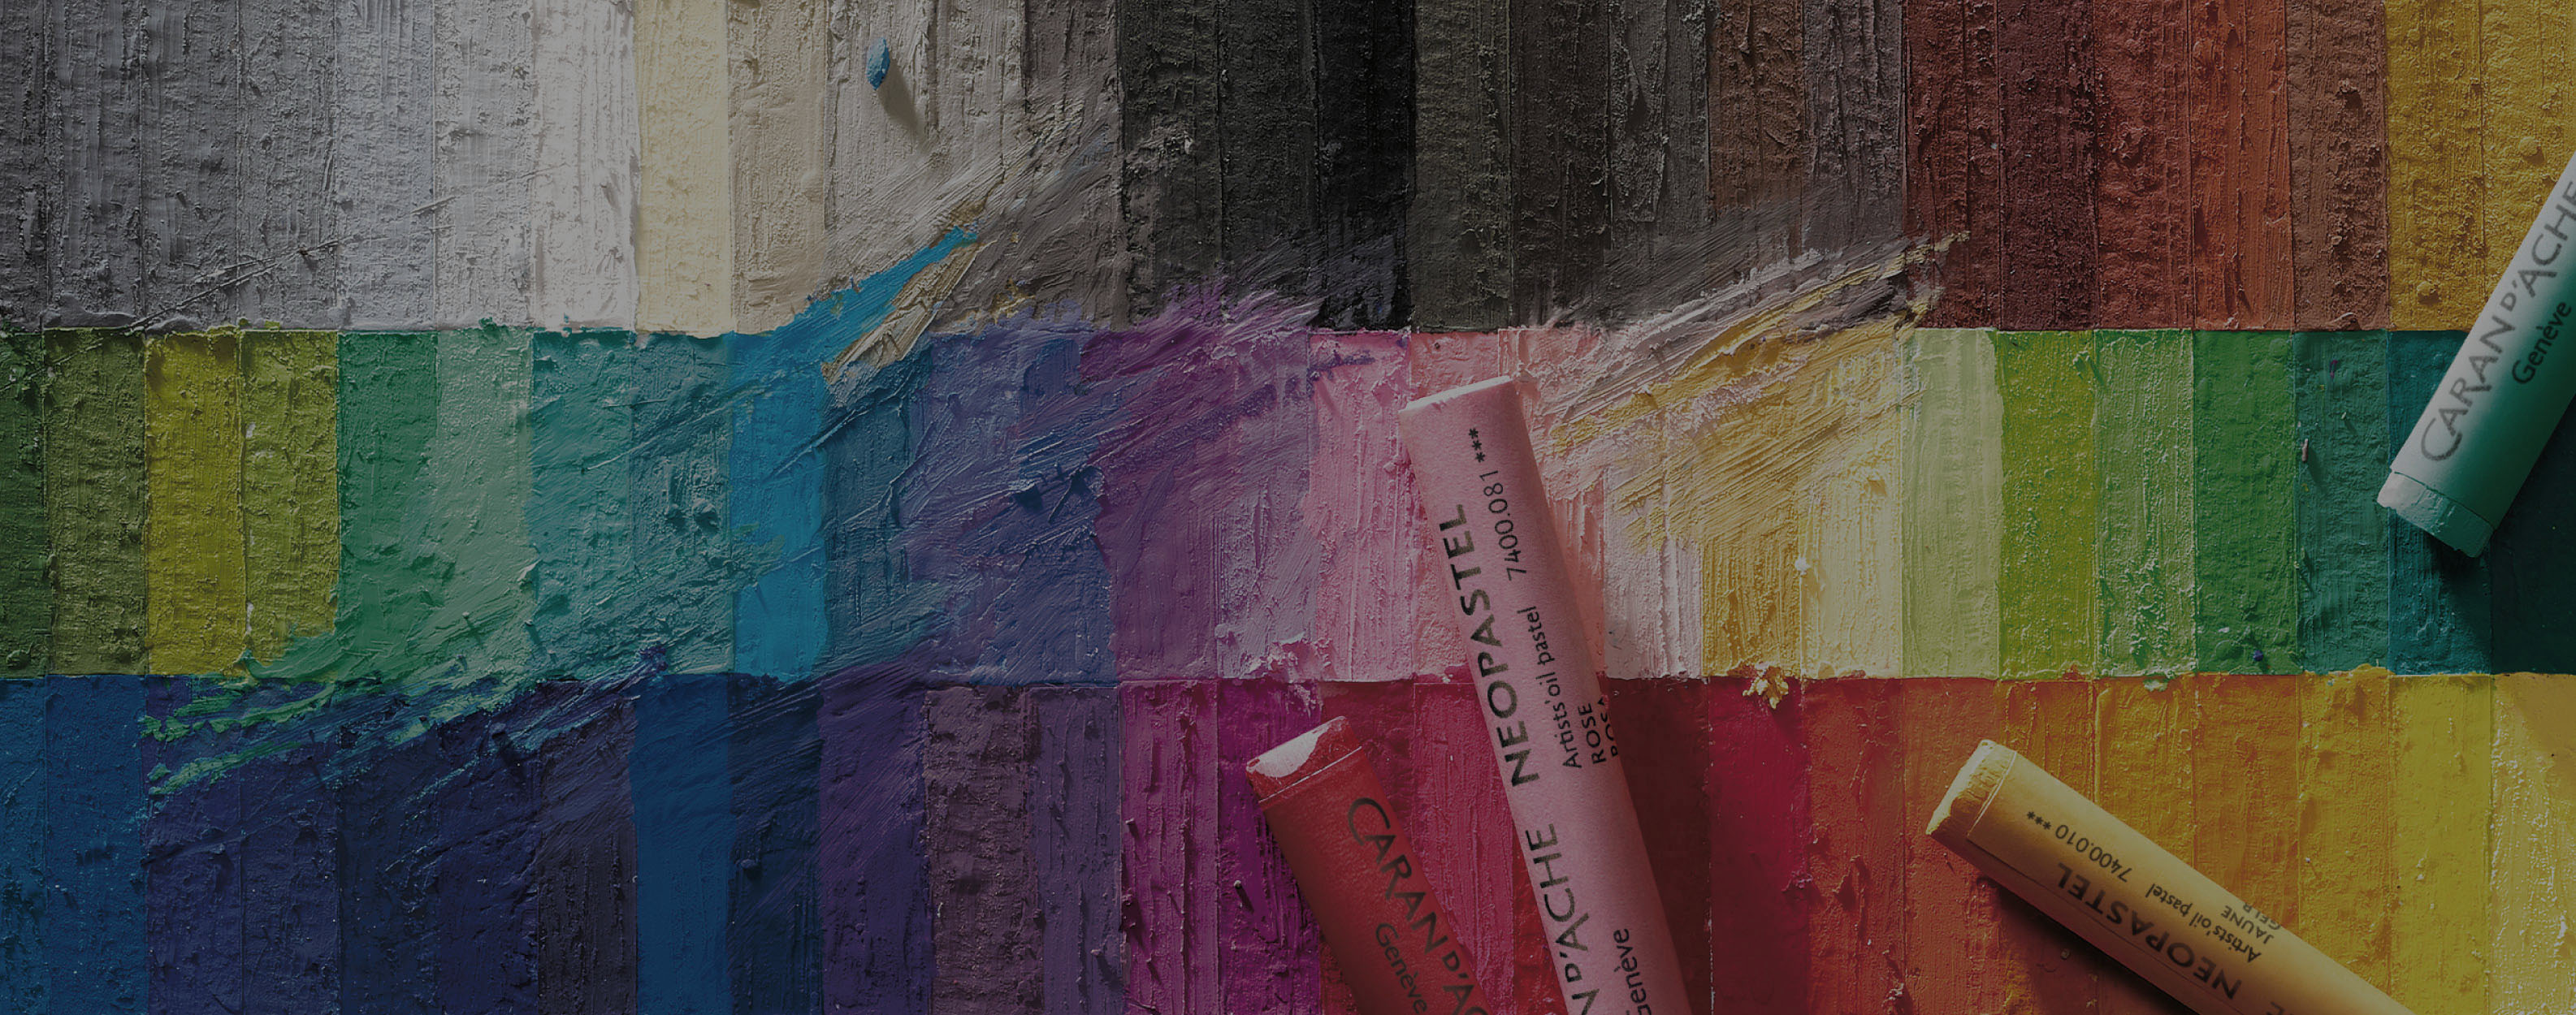 CARAN D'ACHE
Genève
NEOPASTEL 7400.081 ***
Artists' oil pastel
ROSE
CARAN D'
Genève
N D'ACHE
Genève
NEOPASTEL 7400.010 ***
Artists' oil pastel
JAUNE
GELB